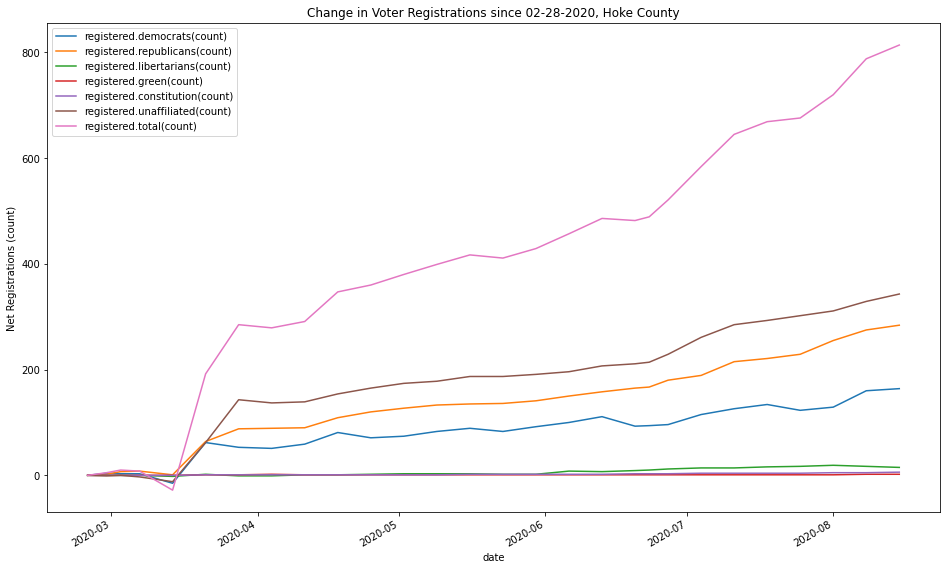 Change in Voter Registrations since 02-28-2020, Hoke County
registered.democrats(count)
registered.republicans(count)
registered.libertarians(count)
registered.green(count)
registered.constitution(count)
registered.unaffiliated(count)
registered.total(count)
Net Registrations (count)
800
600
400
200
0
2020-03
2020-04
2020-05
2020-06
2020-07
2020-08
date